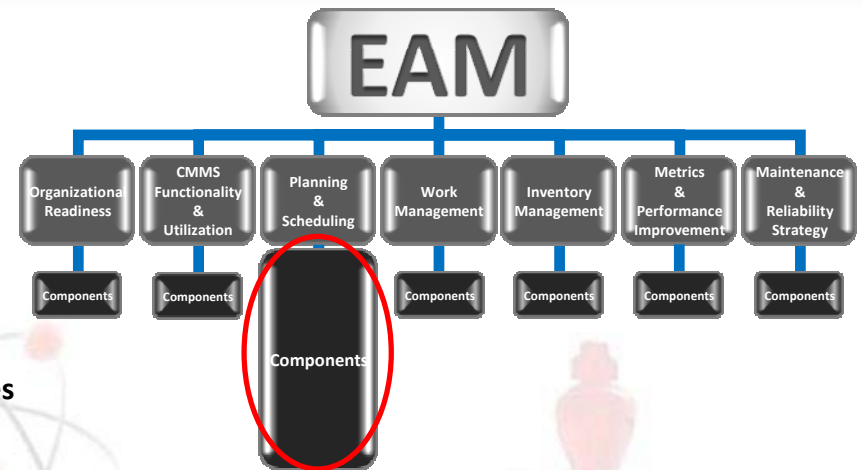 EAM
Organizational
Readiness
CMMS
Functionality
&
Utilization
Planning
&
Scheduling
Work
Management
Inventory
Management
Metrics
&
Performance
Improvement
Maintenance
&
Reliability
Strategy
Components
Components
Components
Components
Components
Components
Components
es